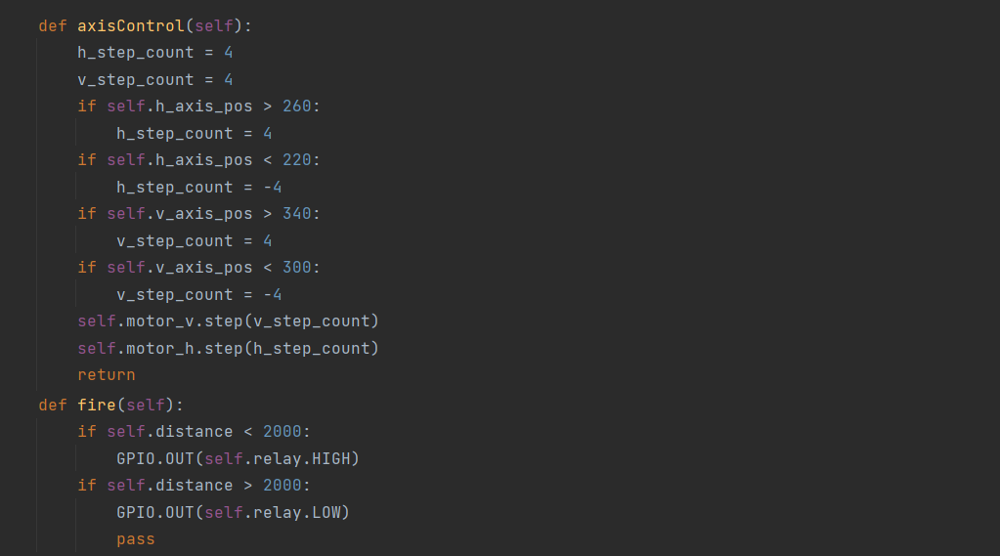 def axisControl(self):
    h_step_count = 4
    v_step_count = 4
    if self.h_axis_pos > 260:
        h_step_count = 4
    if self.h_axis_pos < 220:
        h_step_count = -4
    if self.v_axis_pos > 340:
        v_step_count = 4
    if self.v_axis_pos < 300:
        v_step_count = -4
    self.motor_v.step(v_step_count)
    self.motor_h.step(h_step_count)
    return
def fire(self):
    if self.distance < 2000:
        GPIO.OUT(self.relay.HIGH)
    if self.distance > 2000:
        GPIO.OUT(self.relay.LOW)
        pass